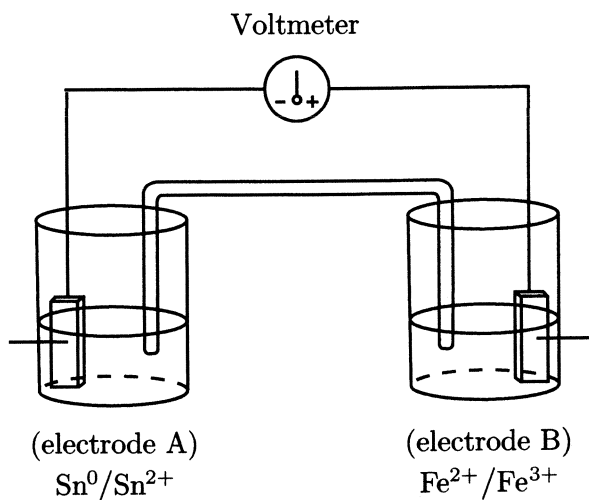 Voltmeter
- +
(electrode A)
Sn⁰/Sn²⁺
(electrode B)
Fe²⁺/Fe³⁺